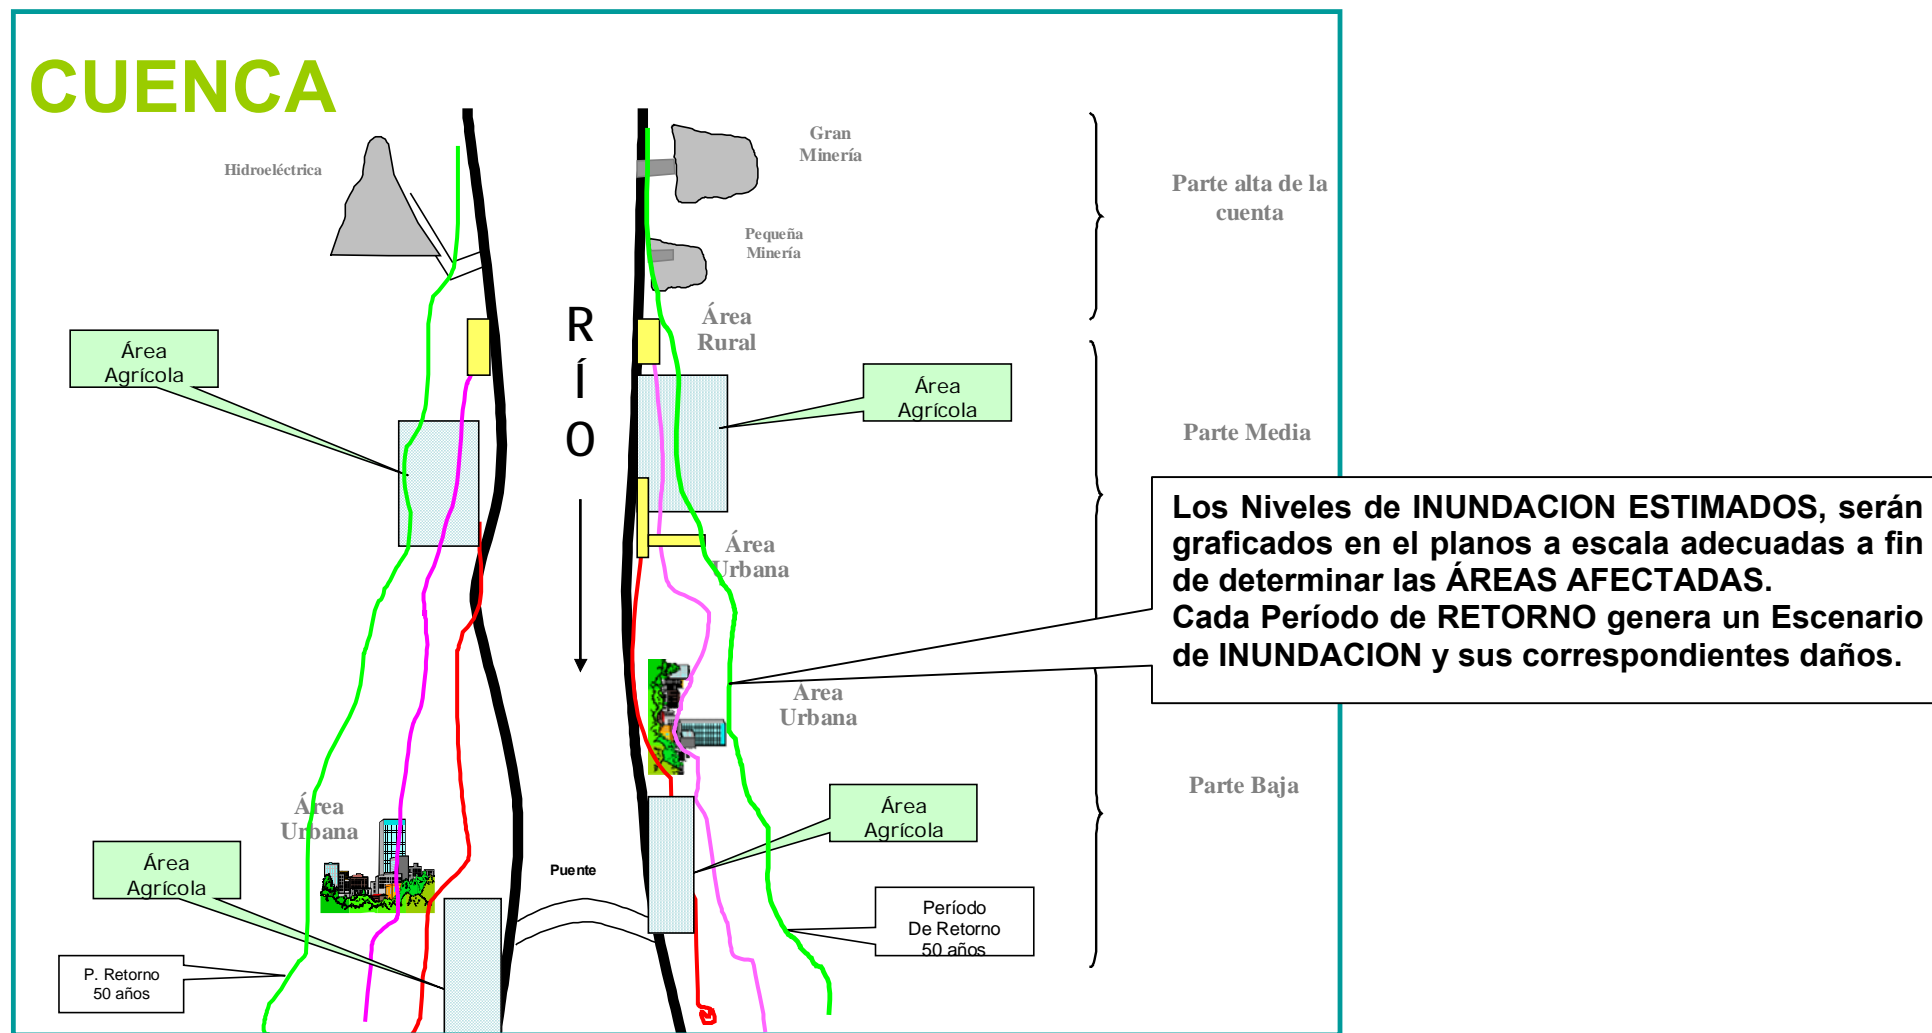 CUENCA
Hidroeléctrica
Gran
Minería
Parte alta de la
cuenta
Pequeña
Minería
R
Í
O
Área
Rural
Área
Agrícola
Área
Agrícola
Parte Media
Los Niveles de INUNDACION ESTIMADOS, serán
graficados en el planos a escala adecuadas a fin
de determinar las ÁREAS AFECTADAS.
Cada Período de RETORNO genera un Escenario
de INUNDACION y sus correspondientes daños.
Área
Urbana
Área
Urbana
Parte Baja
Área
Urbana
Área
Agrícola
Área
Agrícola
Puente
Período
De Retorno
50 años
P. Retorno
50 años